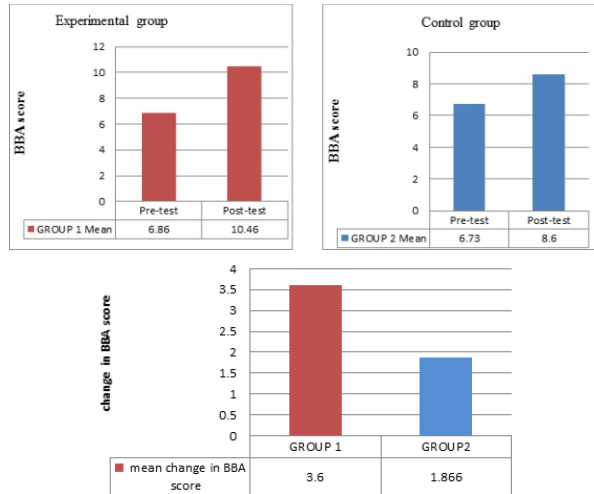 Experimental group
BBA score
12
10
8
6
4
2
0
Pre-test Post-test
GROUP 1 Mean 6.86 10.46
Control group
BBA score
10
8
6
4
2
0
Pre-test Post-test
GROUP 2 Mean 6.73 8.6
change in BBA score
4
3.5
3
2.5
2
1.5
1
0.5
0
GROUP 1 GROUP2
mean change in BBA
score
3.6 1.866